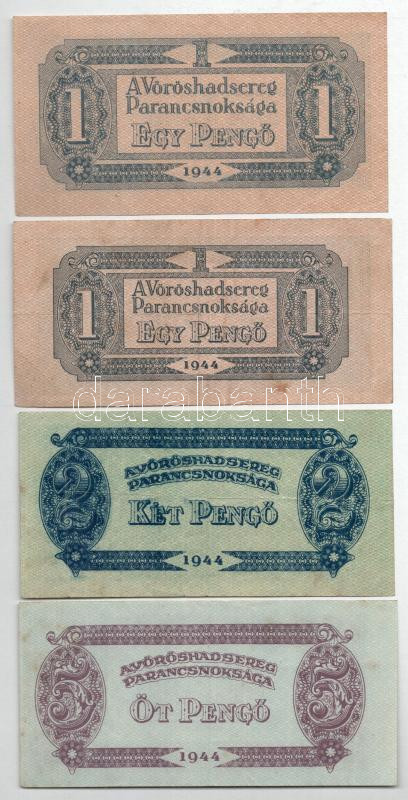 1
A Vöröshadsereg
1 Parancsnoksága 1
Egy Pengő
1944
1
A Vöröshadsereg
1 Parancsnoksága 1
Egy Pengő
1944
darabanth
A VÖRÖSHADSEREG
2 PARANCSNOKSÁGA 2
KÉT PENGŐ
1944
A VÖRÖSHADSEREG
5 PARANCSNOKSÁGA 5
ÖT PENGŐ
1944